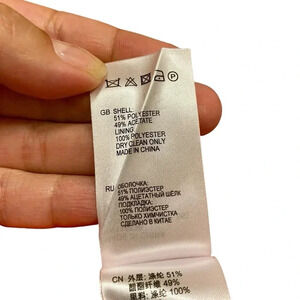 GB SHELL:
51% POLYESTER
49% ACETATE
LINING:
100% POLYESTER
DRY CLEAN ONLY
MADE IN CHINA
RU ОБОЛОЧКА:
51% ПОЛИЭСТЕР
49% АЦЕТАТНЫЙ ШЁЛК
ПОДКЛАДКА:
100% ПОЛИЭСТЕР
ТОЛЬКО ХИМЧИСТКА
СДЕЛАНО В КИТАЕ
CN 外层: 涤纶 51%
醋酯纤维 49%
里料: 涤纶 100%